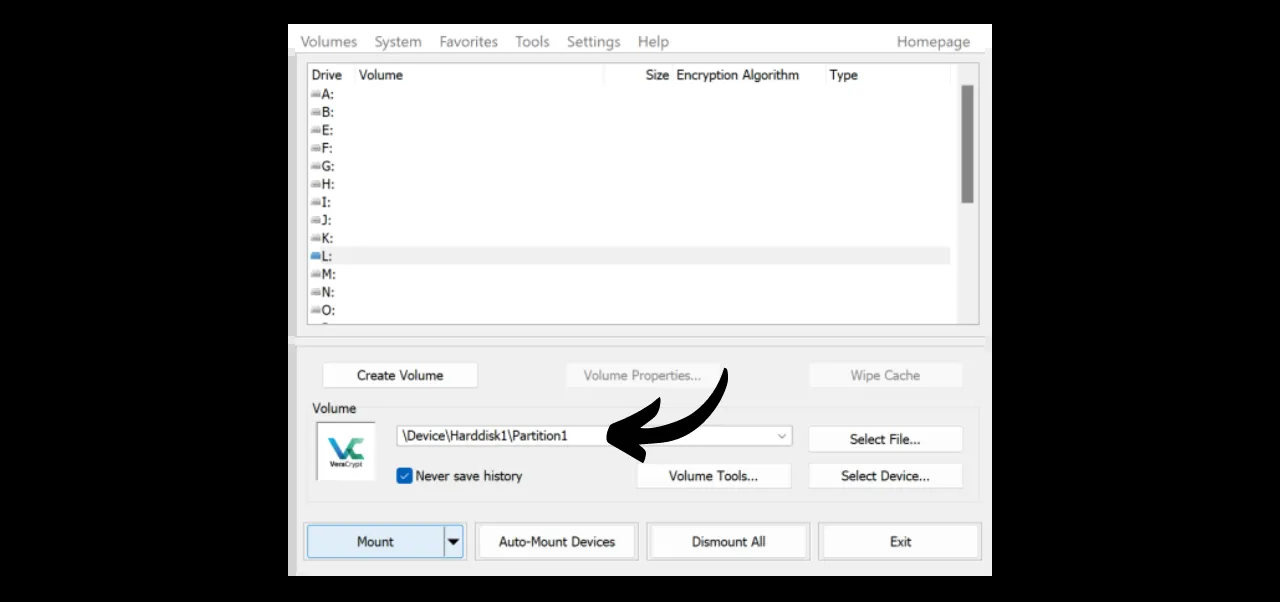 Volumes System Favorites Tools Settings Help Homepage
Drive Volume Size Encryption Algorithm Type
A:
B:
E:
F:
G:
H:
I:
J:
K:
L:
M:
N:
O:
Create Volume Volume Properties... Wipe Cache
Volume
\Device\Harddisk1\Partition1 Select File...
VeraCrypt
Never save history Volume Tools... Select Device...
Mount Auto-Mount Devices Dismount All Exit